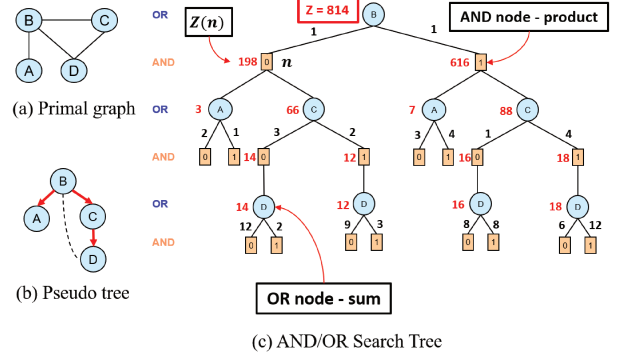 B
C
A
D
(a) Primal graph
B
A
C
D
(b) Pseudo tree
OR
Z = 814
B
AND node - product
Z(n)
1
1
AND
198
0
n
616
1
OR
3
A
66
C
7
A
88
C
2
1
3
2
3
4
1
4
AND
0
1
14
0
12
1
0
1
16
0
18
1
OR
14
D
12
D
16
D
18
D
12
2
9
3
8
8
6
12
AND
0
1
0
1
0
1
0
1
OR node - sum
(c) AND/OR Search Tree